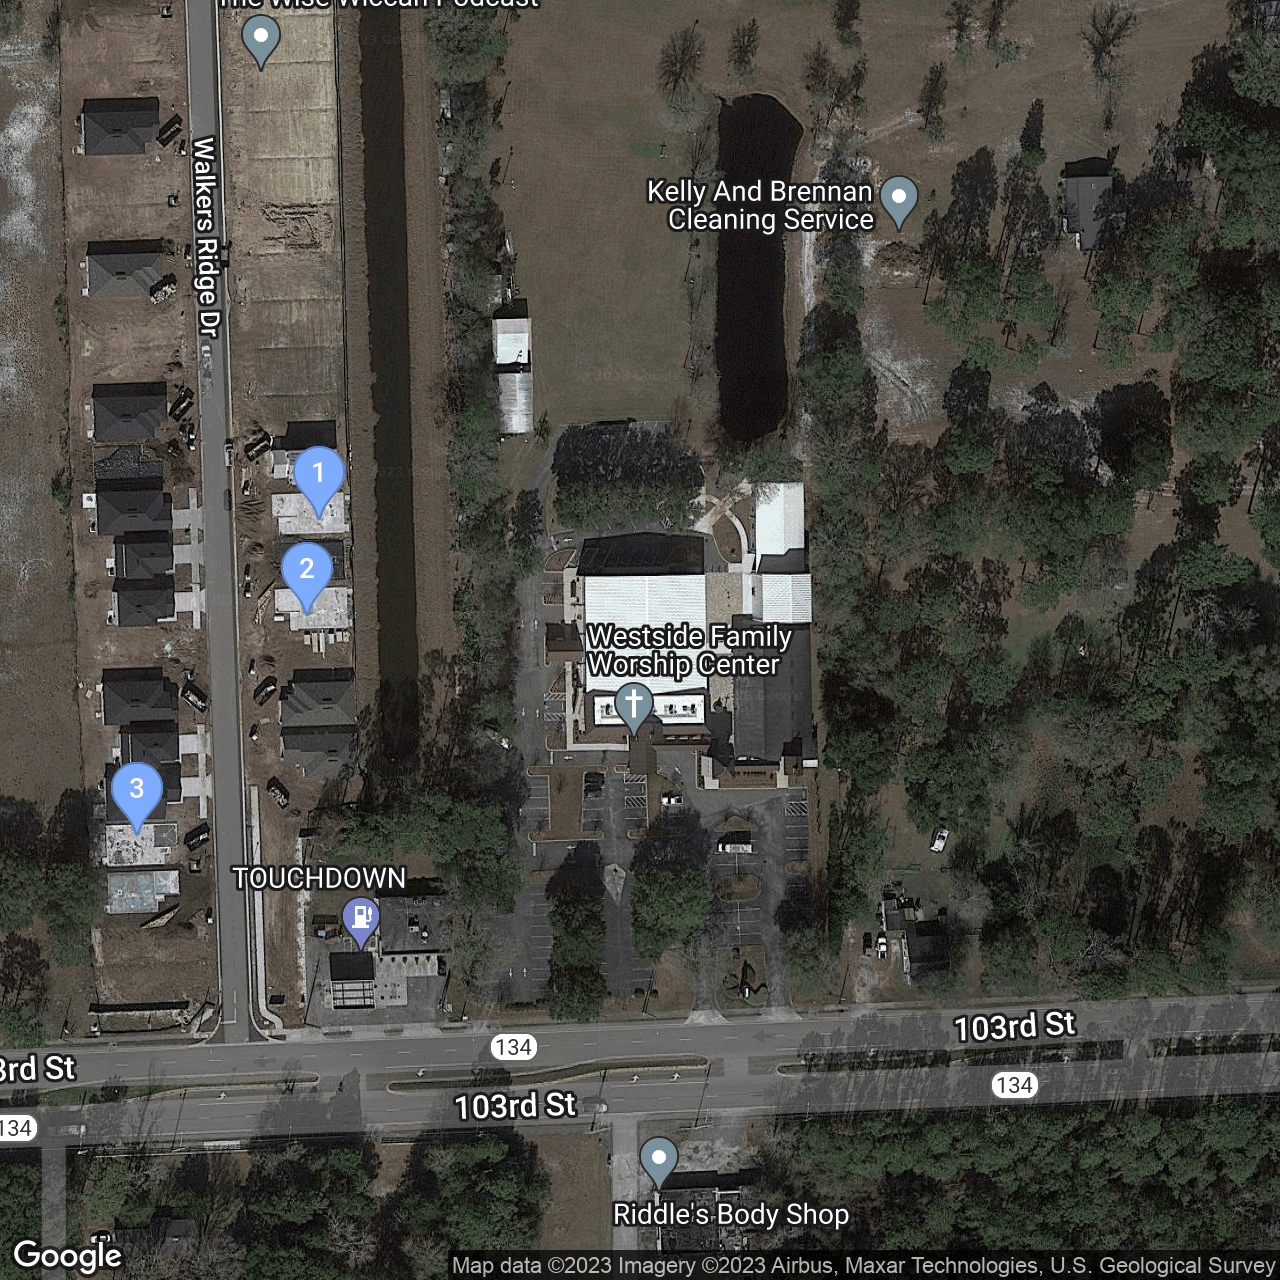 The Wise Wiccan Podcast
Walkers Ridge Dr
Kelly And Brennan
Cleaning Service
1
2
Westside Family
Worship Center
3
TOUCHDOWN
103rd St
134
3rd St
134
103rd St
134
Riddle's Body Shop
Google
Map data ©2023 Imagery ©2023 Airbus, Maxar Technologies, U.S. Geological Survey